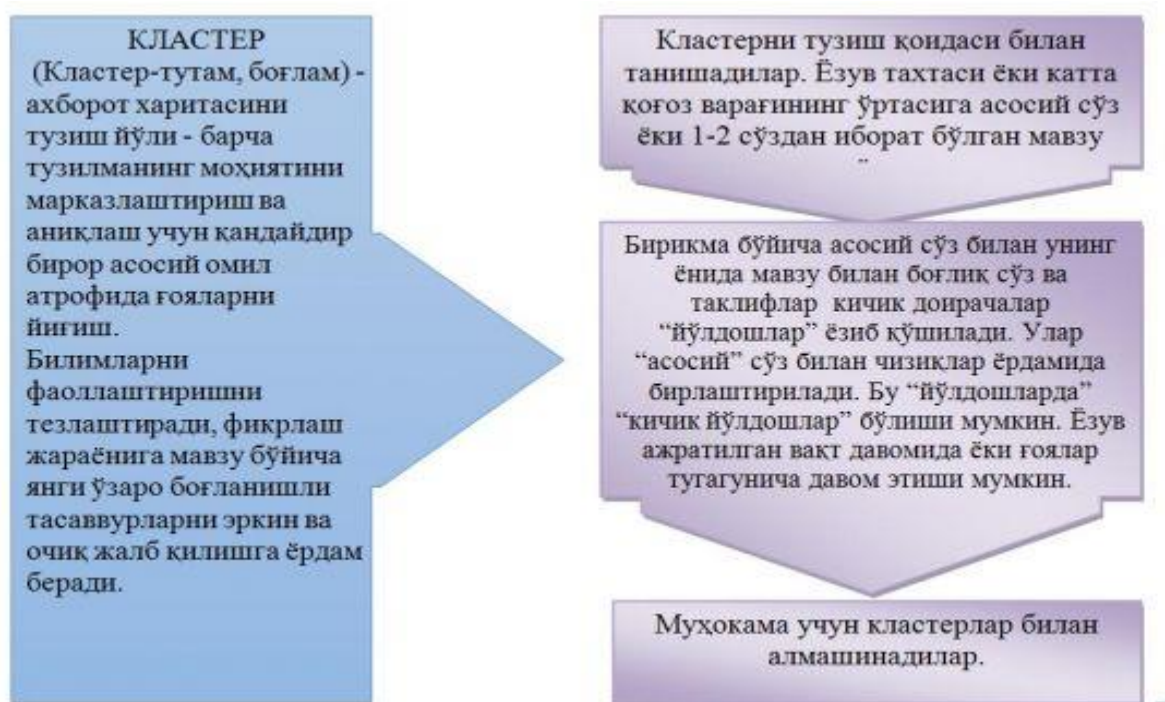 КЛАСТЕР
(Кластер-тутам, боғлам) -
ахборот харитасини
тузиш йўли - барча
тузилманинг моҳиятини
марказлаштириш ва
аниқлаш учун қандайдир
бирор асосий омил
атрофида ғояларни
йиғиш.
Билимларни
фаоллаштиришни
тезлаштиради, фикрлаш
жараёнига мавзу бўйича
янги ўзаро боғланишли
тасаввурларни эркин ва
очиқ жалб қилишга ёрдам
беради.
Кластерни тузиш қоидаси билан
танишадилар. Ёзув тахтаси ёки катта
қоғоз варағининг ўртасига асосий сўз
ёки 1-2 сўздан иборат бўлган мавзу
Бирикма бўйича асосий сўз билан унинг
ёнида мавзу билан боғлиқ сўз ва
таклифлар кичик доирачалар
“йўлдошлар” ёзиб қўшилади. Улар
“асосий” сўз билан чизиқлар ёрдамида
бирлаштирилади. Бу “йўлдошларда”
“кичик йўлдошлар” бўлиши мумкин. Ёзув
ажратилган вақт давомида ёки ғоялар
тугагунича давом этиши мумкин.
Муҳокама учун кластерлар билан
алмашинадилар.